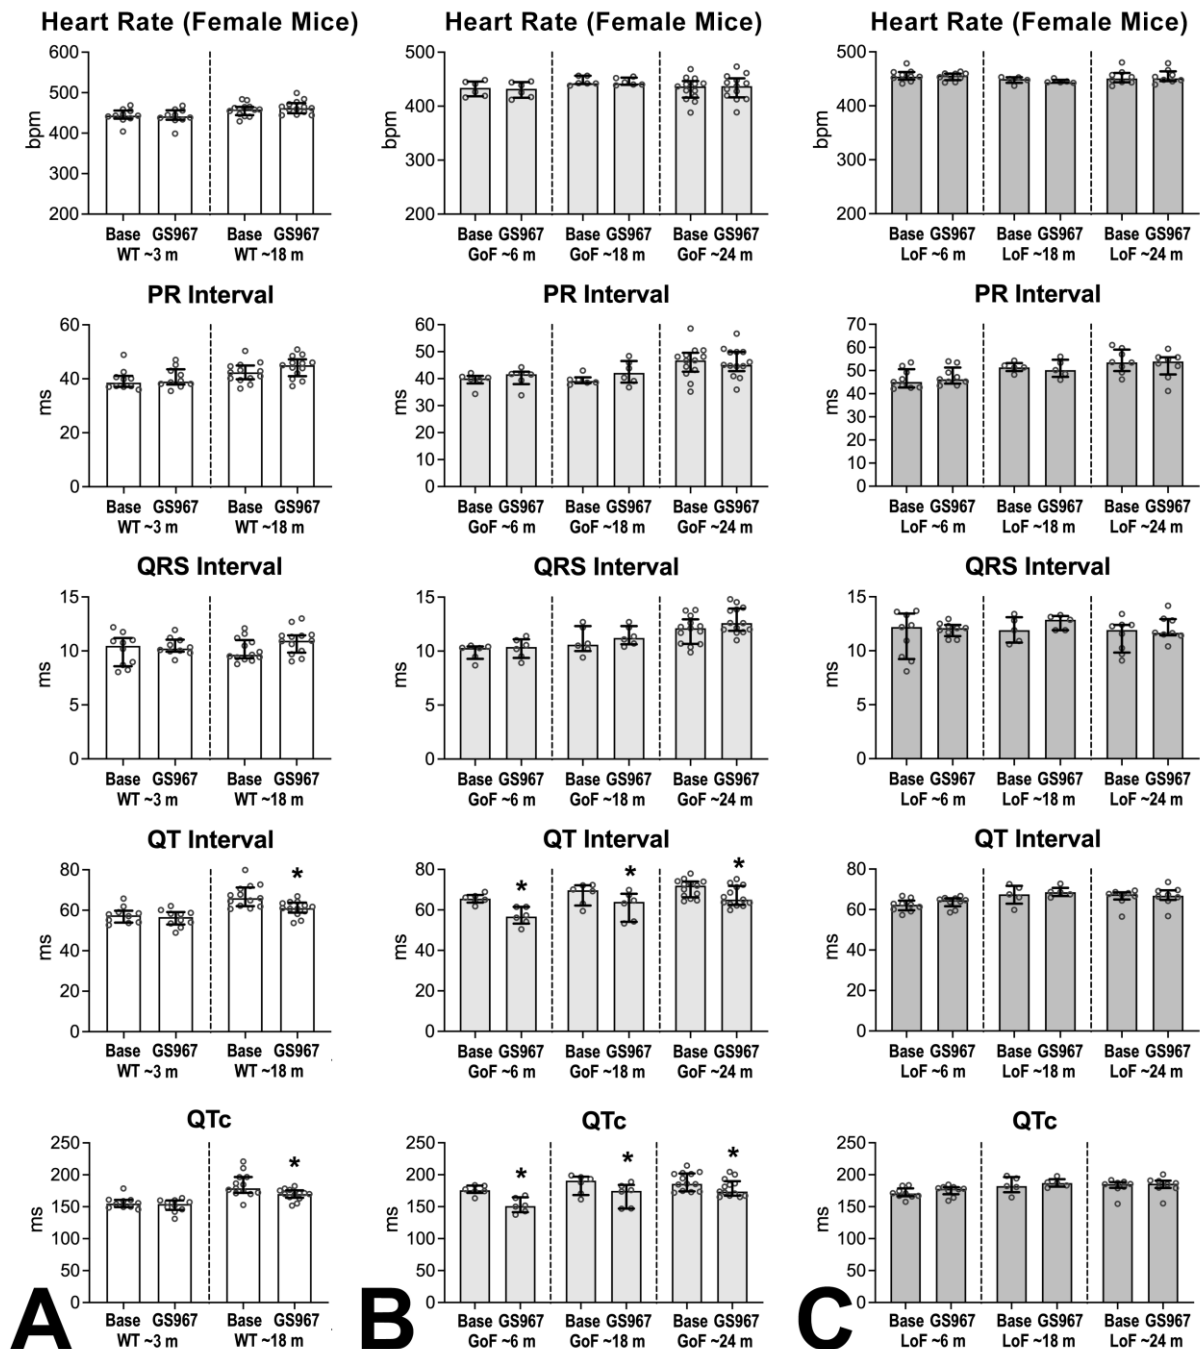 Heart Rate (Female Mice)
600
500
400
300
200
bpm
Base GS967 Base GS967
WT ~3 m WT ~18 m
PR Interval
60
40
20
0
ms
Base GS967 Base GS967
WT ~3 m WT ~18 m
QRS Interval
15
10
5
0
ms
Base GS967 Base GS967
WT ~3 m WT ~18 m
QT Interval
80
60
40
20
0
ms
*
Base GS967 Base GS967
WT ~3 m WT ~18 m
QTc
250
200
150
100
50
0
ms
*
Base GS967 Base GS967
WT ~3 m WT ~18 m
A
Heart Rate (Female Mice)
500
400
300
200
bpm
Base GS967 Base GS967 Base GS967
GoF ~6 m GoF ~18 m GoF ~24 m
PR Interval
60
50
40
30
20
10
0
ms
Base GS967 Base GS967 Base GS967
GoF ~6 m GoF ~18 m GoF ~24 m
QRS Interval
15
10
5
0
ms
Base GS967 Base GS967 Base GS967
GoF ~6 m GoF ~18 m GoF ~24 m
QT Interval
80
60
40
20
0
ms
* * *
Base GS967 Base GS967 Base GS967
GoF ~6 m GoF ~18 m GoF ~24 m
QTc
250
200
150
100
50
0
ms
* * *
Base GS967 Base GS967 Base GS967
GoF ~6 m GoF ~18 m GoF ~24 m
B
Heart Rate (Female Mice)
500
400
300
200
bpm
Base GS967 Base GS967 Base GS967
LoF ~6 m LoF ~18 m LoF ~24 m
PR Interval
70
60
50
40
30
20
10
0
ms
Base GS967 Base GS967 Base GS967
LoF ~6 m LoF ~18 m LoF ~24 m
QRS Interval
15
10
5
0
ms
Base GS967 Base GS967 Base GS967
LoF ~6 m LoF ~18 m LoF ~24 m
QT Interval
80
60
40
20
0
ms
Base GS967 Base GS967 Base GS967
LoF ~6 m LoF ~18 m LoF ~24 m
QTc
250
200
150
100
50
0
ms
Base GS967 Base GS967 Base GS967
LoF ~6 m LoF ~18 m LoF ~24 m
C